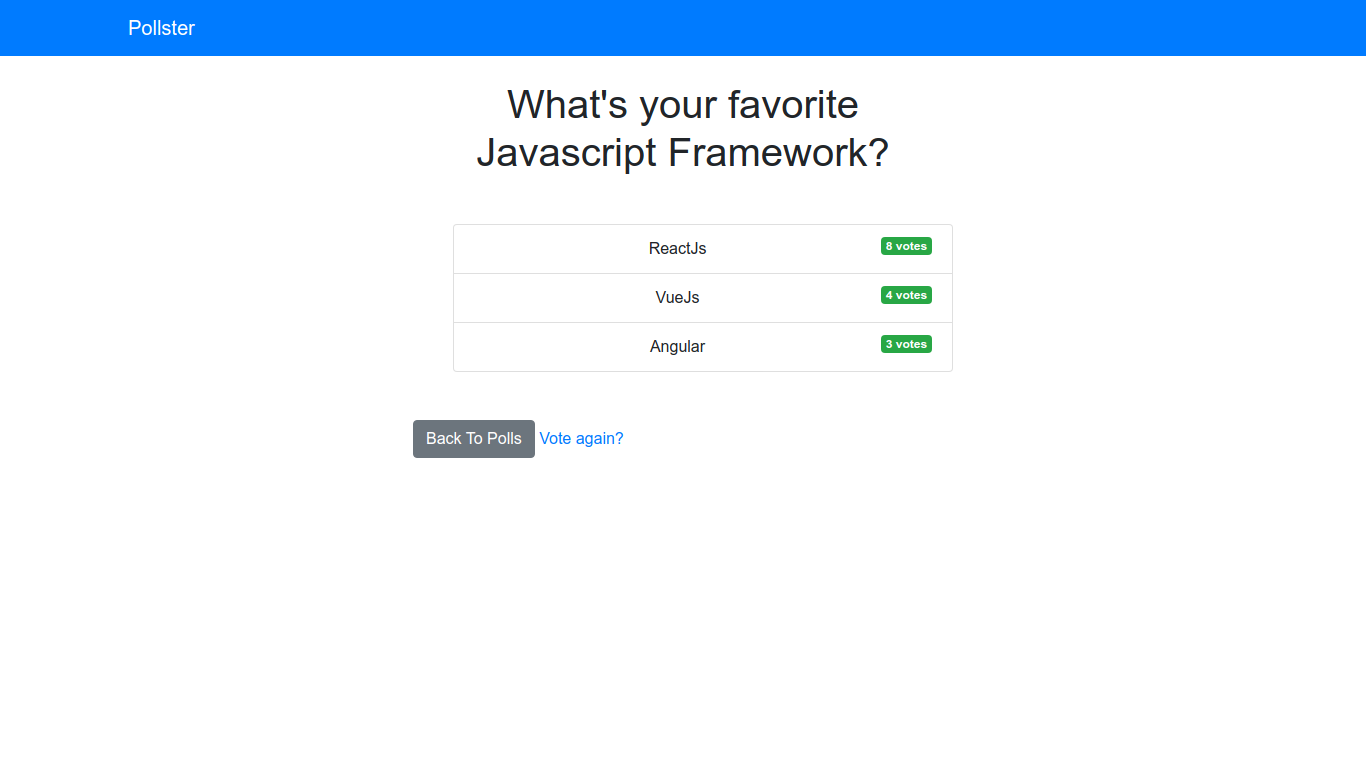 Pollster
What's your favorite
Javascript Framework?
ReactJs 8 votes
VueJs 4 votes
Angular 3 votes
Back To Polls Vote again?